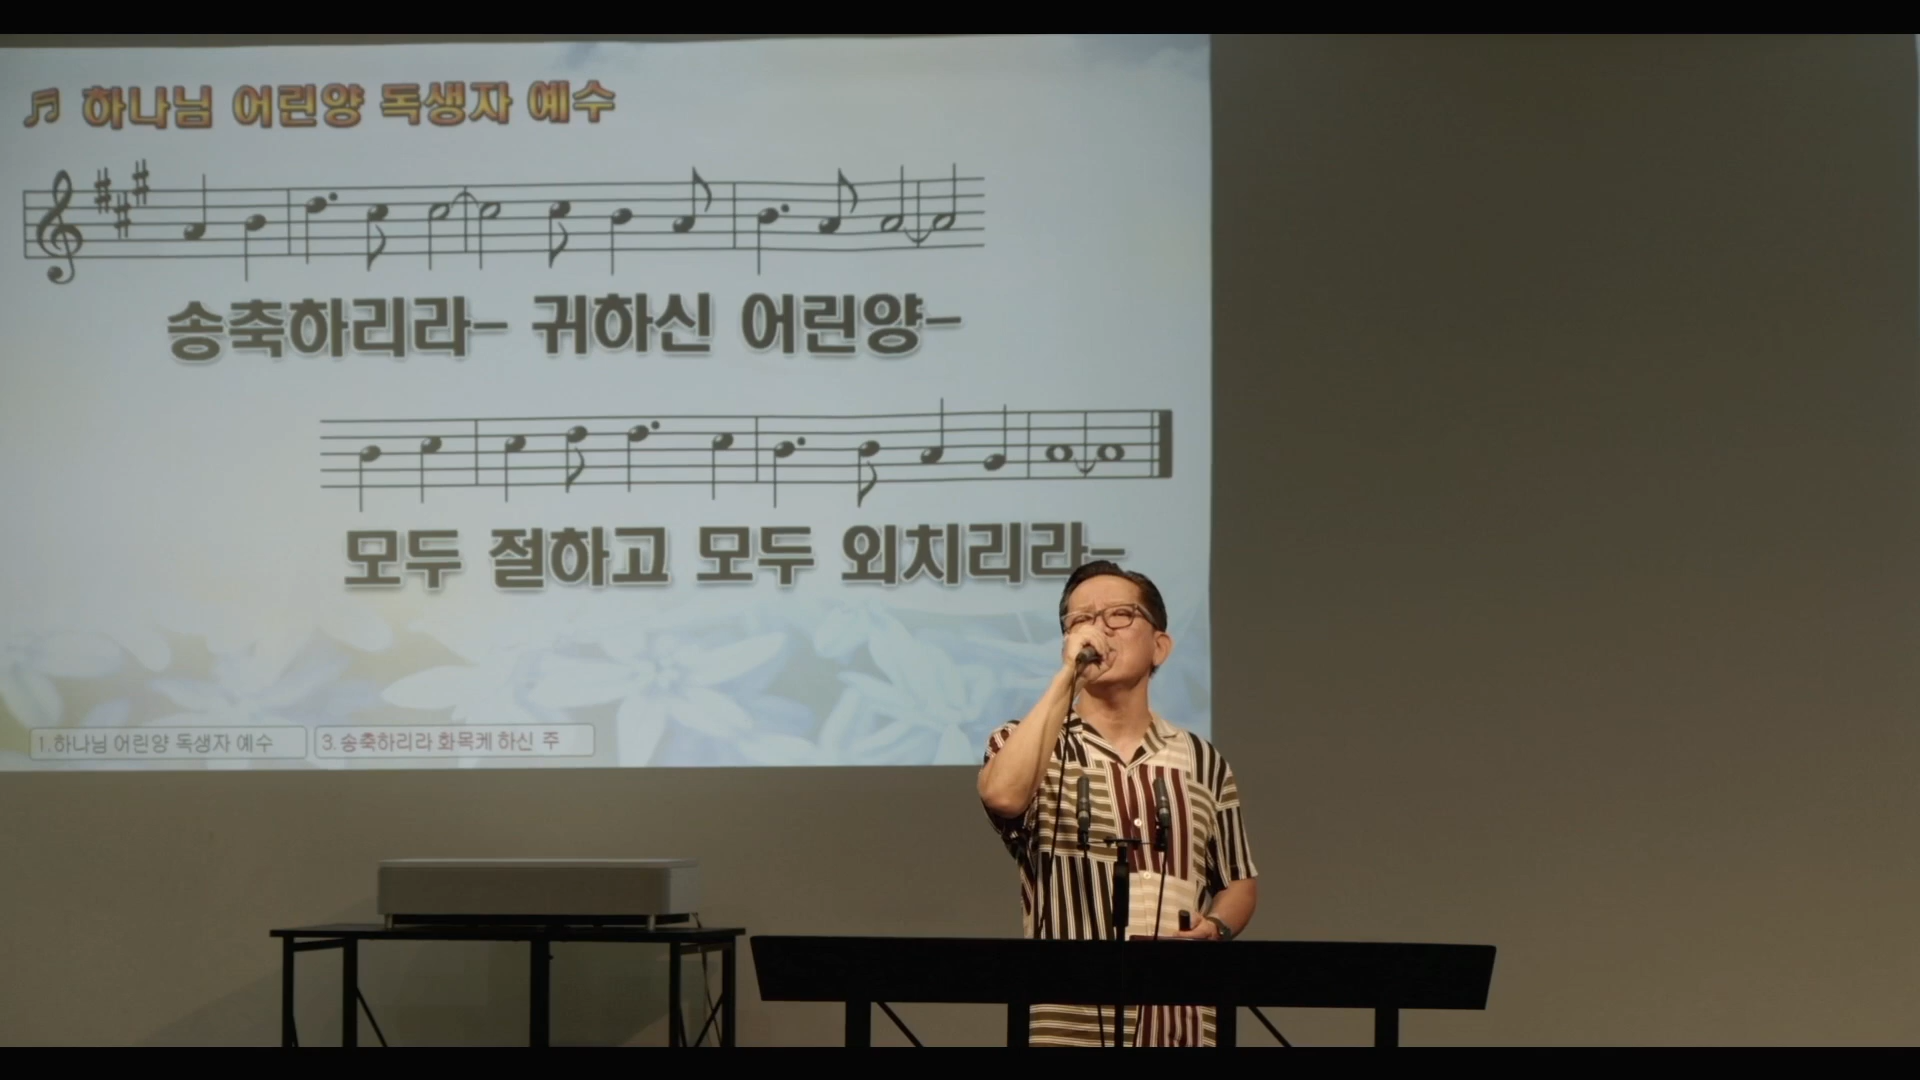 하나님 어린양 독생자 예수
송축하리라- 귀하신 어린양-
모두 절하고 모두 외치리라-
1.하나님 어린양 독생자 예수
3.송축하리라 화목케 하신 주